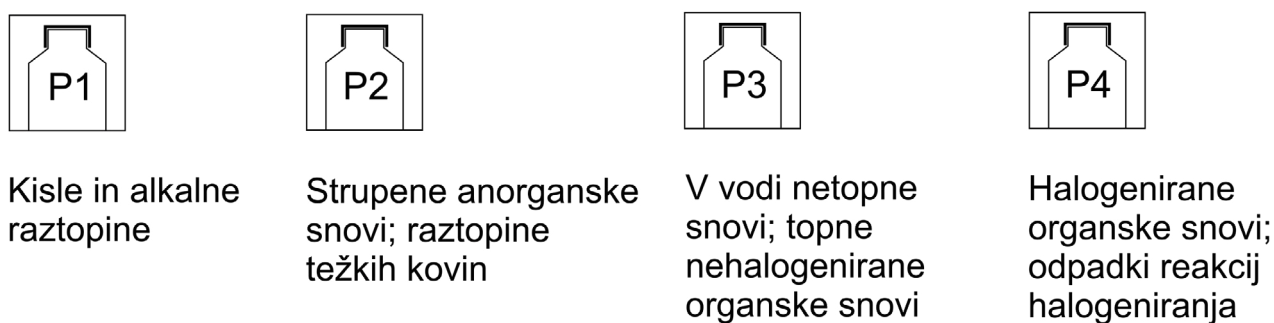 P1
Kisle in alkalne
raztopine
P2
Strupene anorganske
snovi; raztopine
težkih kovin
P3
V vodi netopne
snovi; topne
nehalogenirane
organske snovi
P4
Halogenirane
organske snovi;
odpadki reakcij
halogeniranja